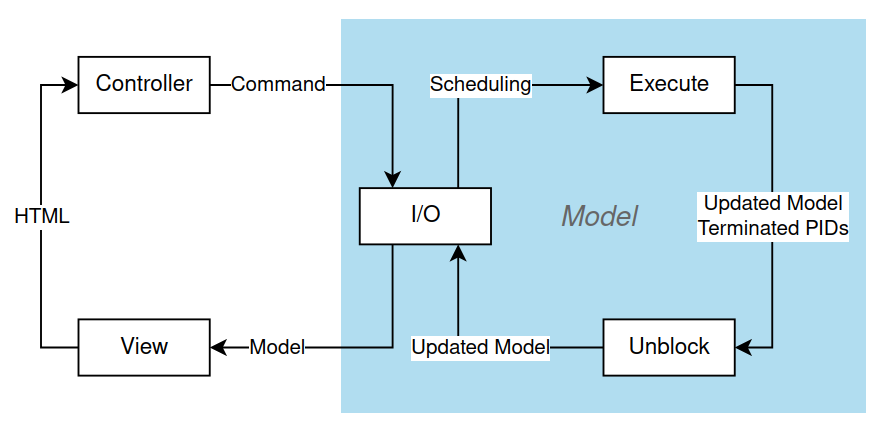 Controller
Command
Scheduling
Execute
HTML
I/O
Model
Updated Model
Terminated PIDs
View
Model
Updated Model
Unblock